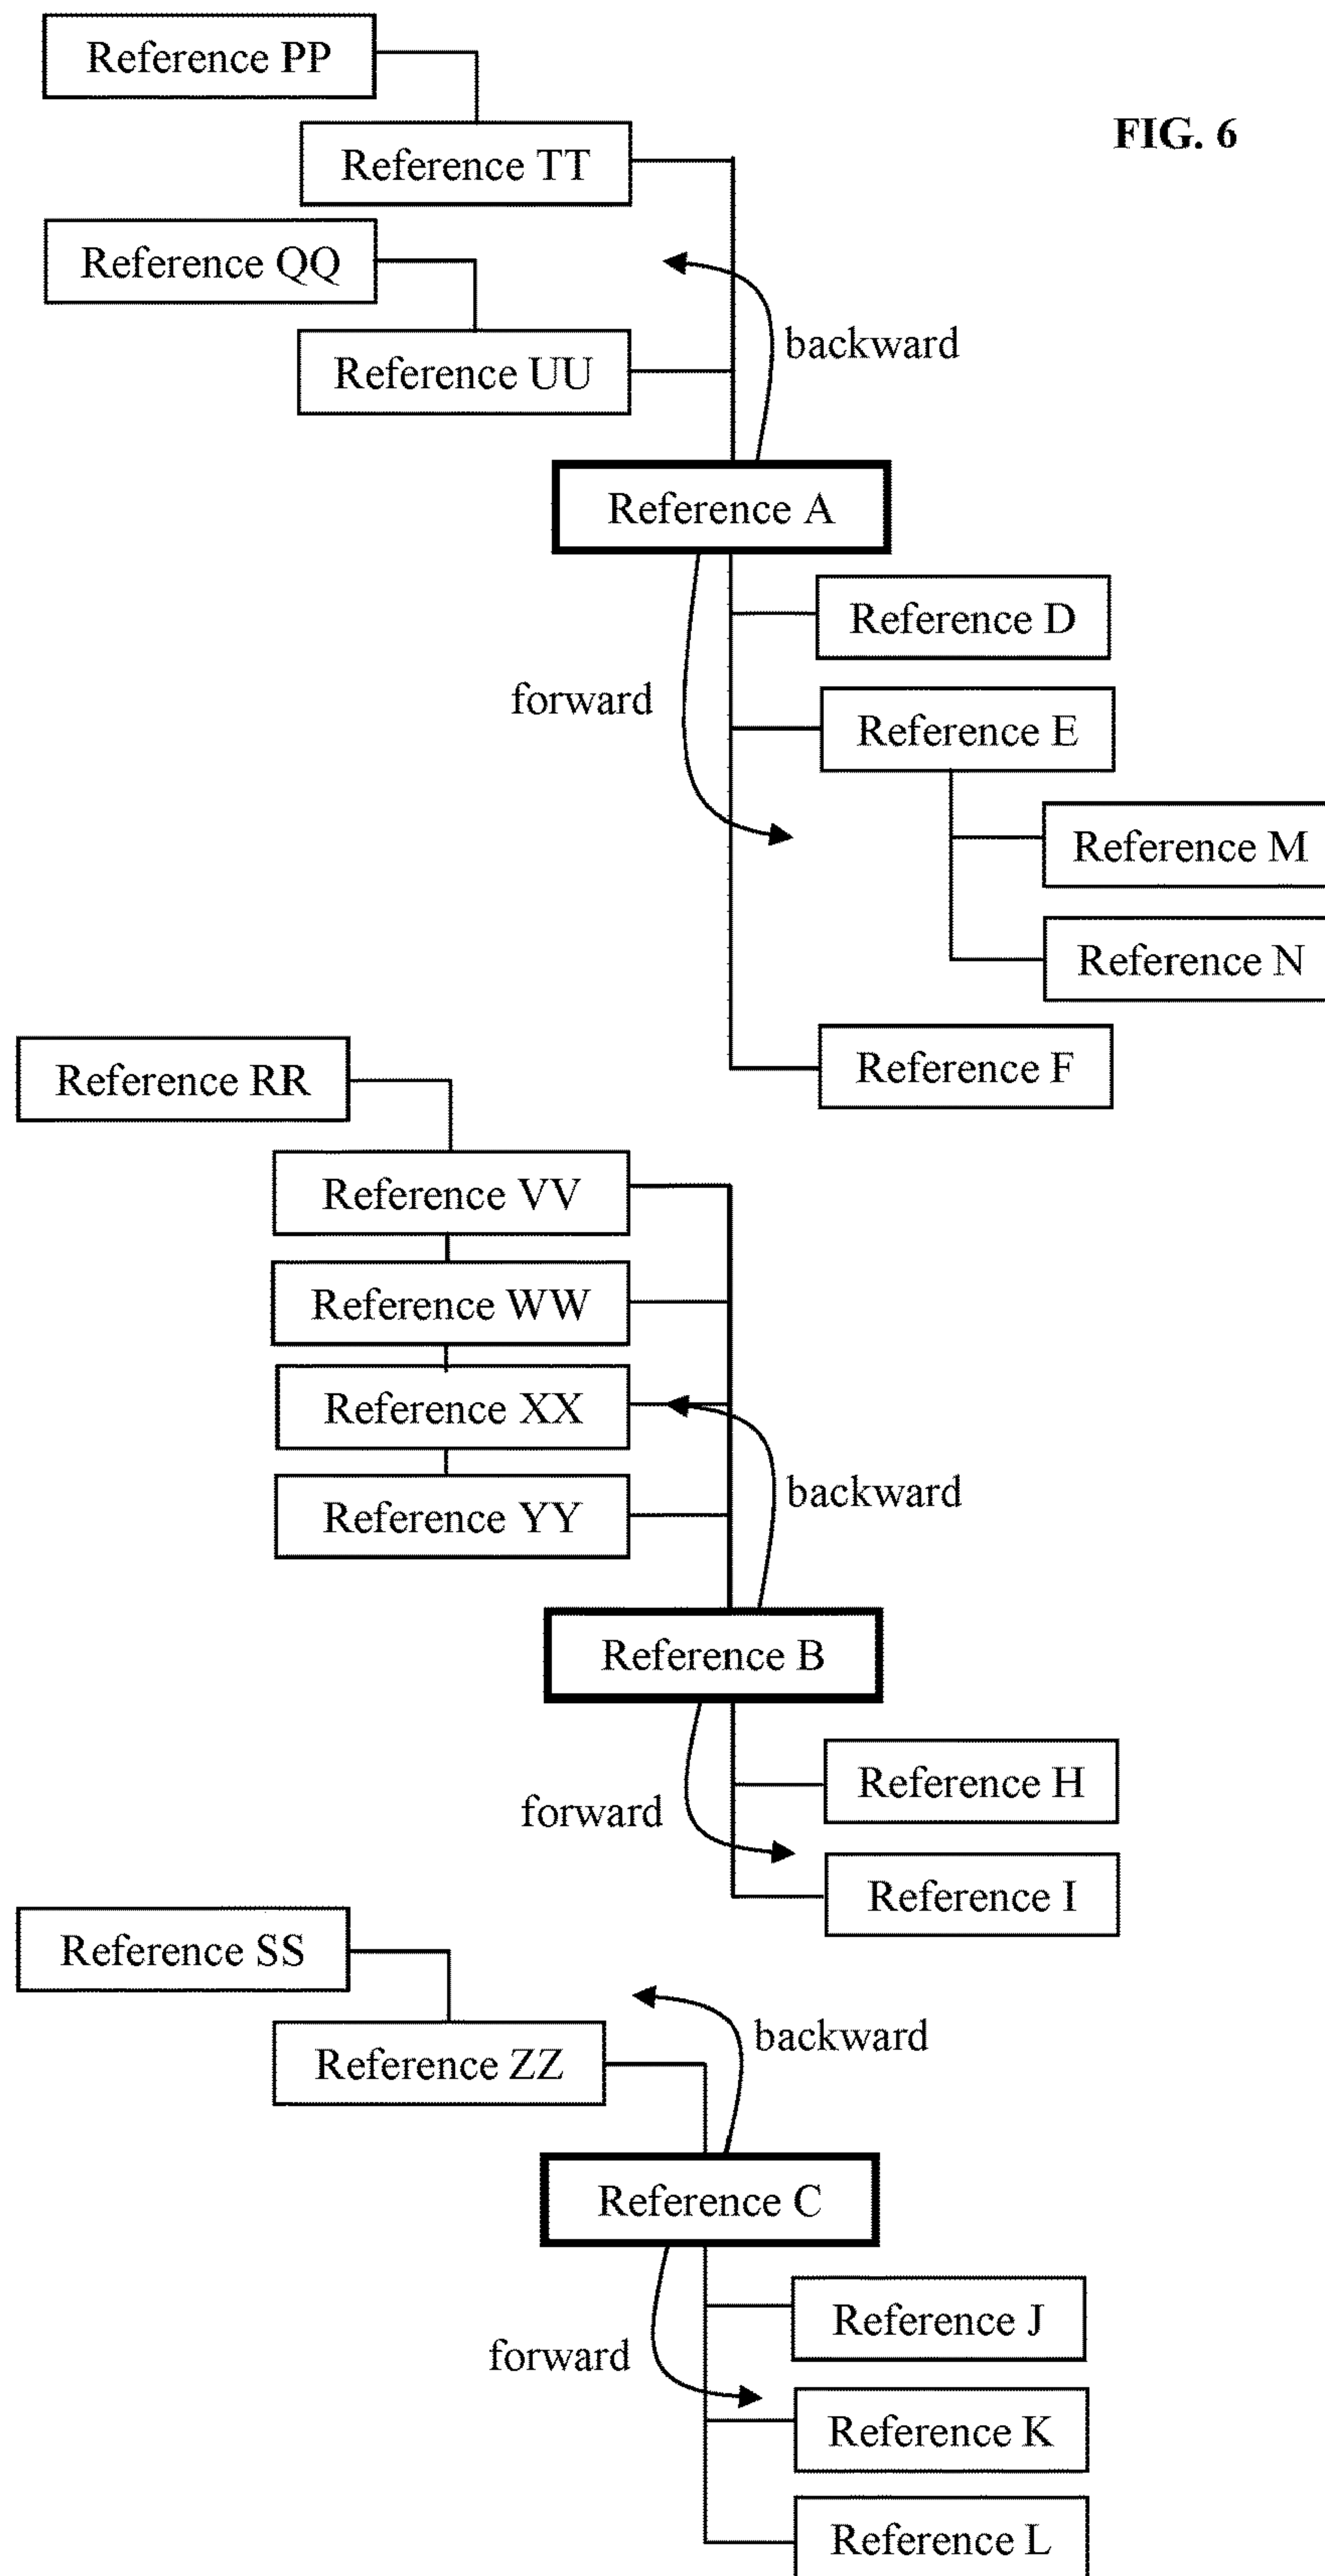 Reference PP
FIG. 6
Reference TT
Reference QQ
backward
Reference UU
Reference A
Reference D
forward
Reference E
Reference M
Reference N
Reference F
Reference RR
Reference VV
Reference WW
Reference XX
backward
Reference YY
Reference B
Reference H
forward
Reference I
Reference SS
backward
Reference ZZ
Reference C
Reference J
forward
Reference K
Reference L